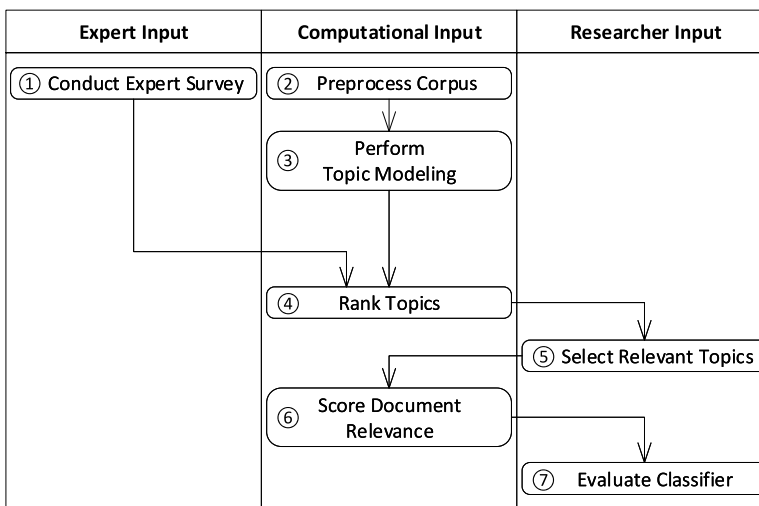 Expert Input
Computational Input
Researcher Input
① Conduct Expert Survey
② Preprocess Corpus
③ Perform
Topic Modeling
④ Rank Topics
⑤ Select Relevant Topics
⑥ Score Document
Relevance
⑦ Evaluate Classifier